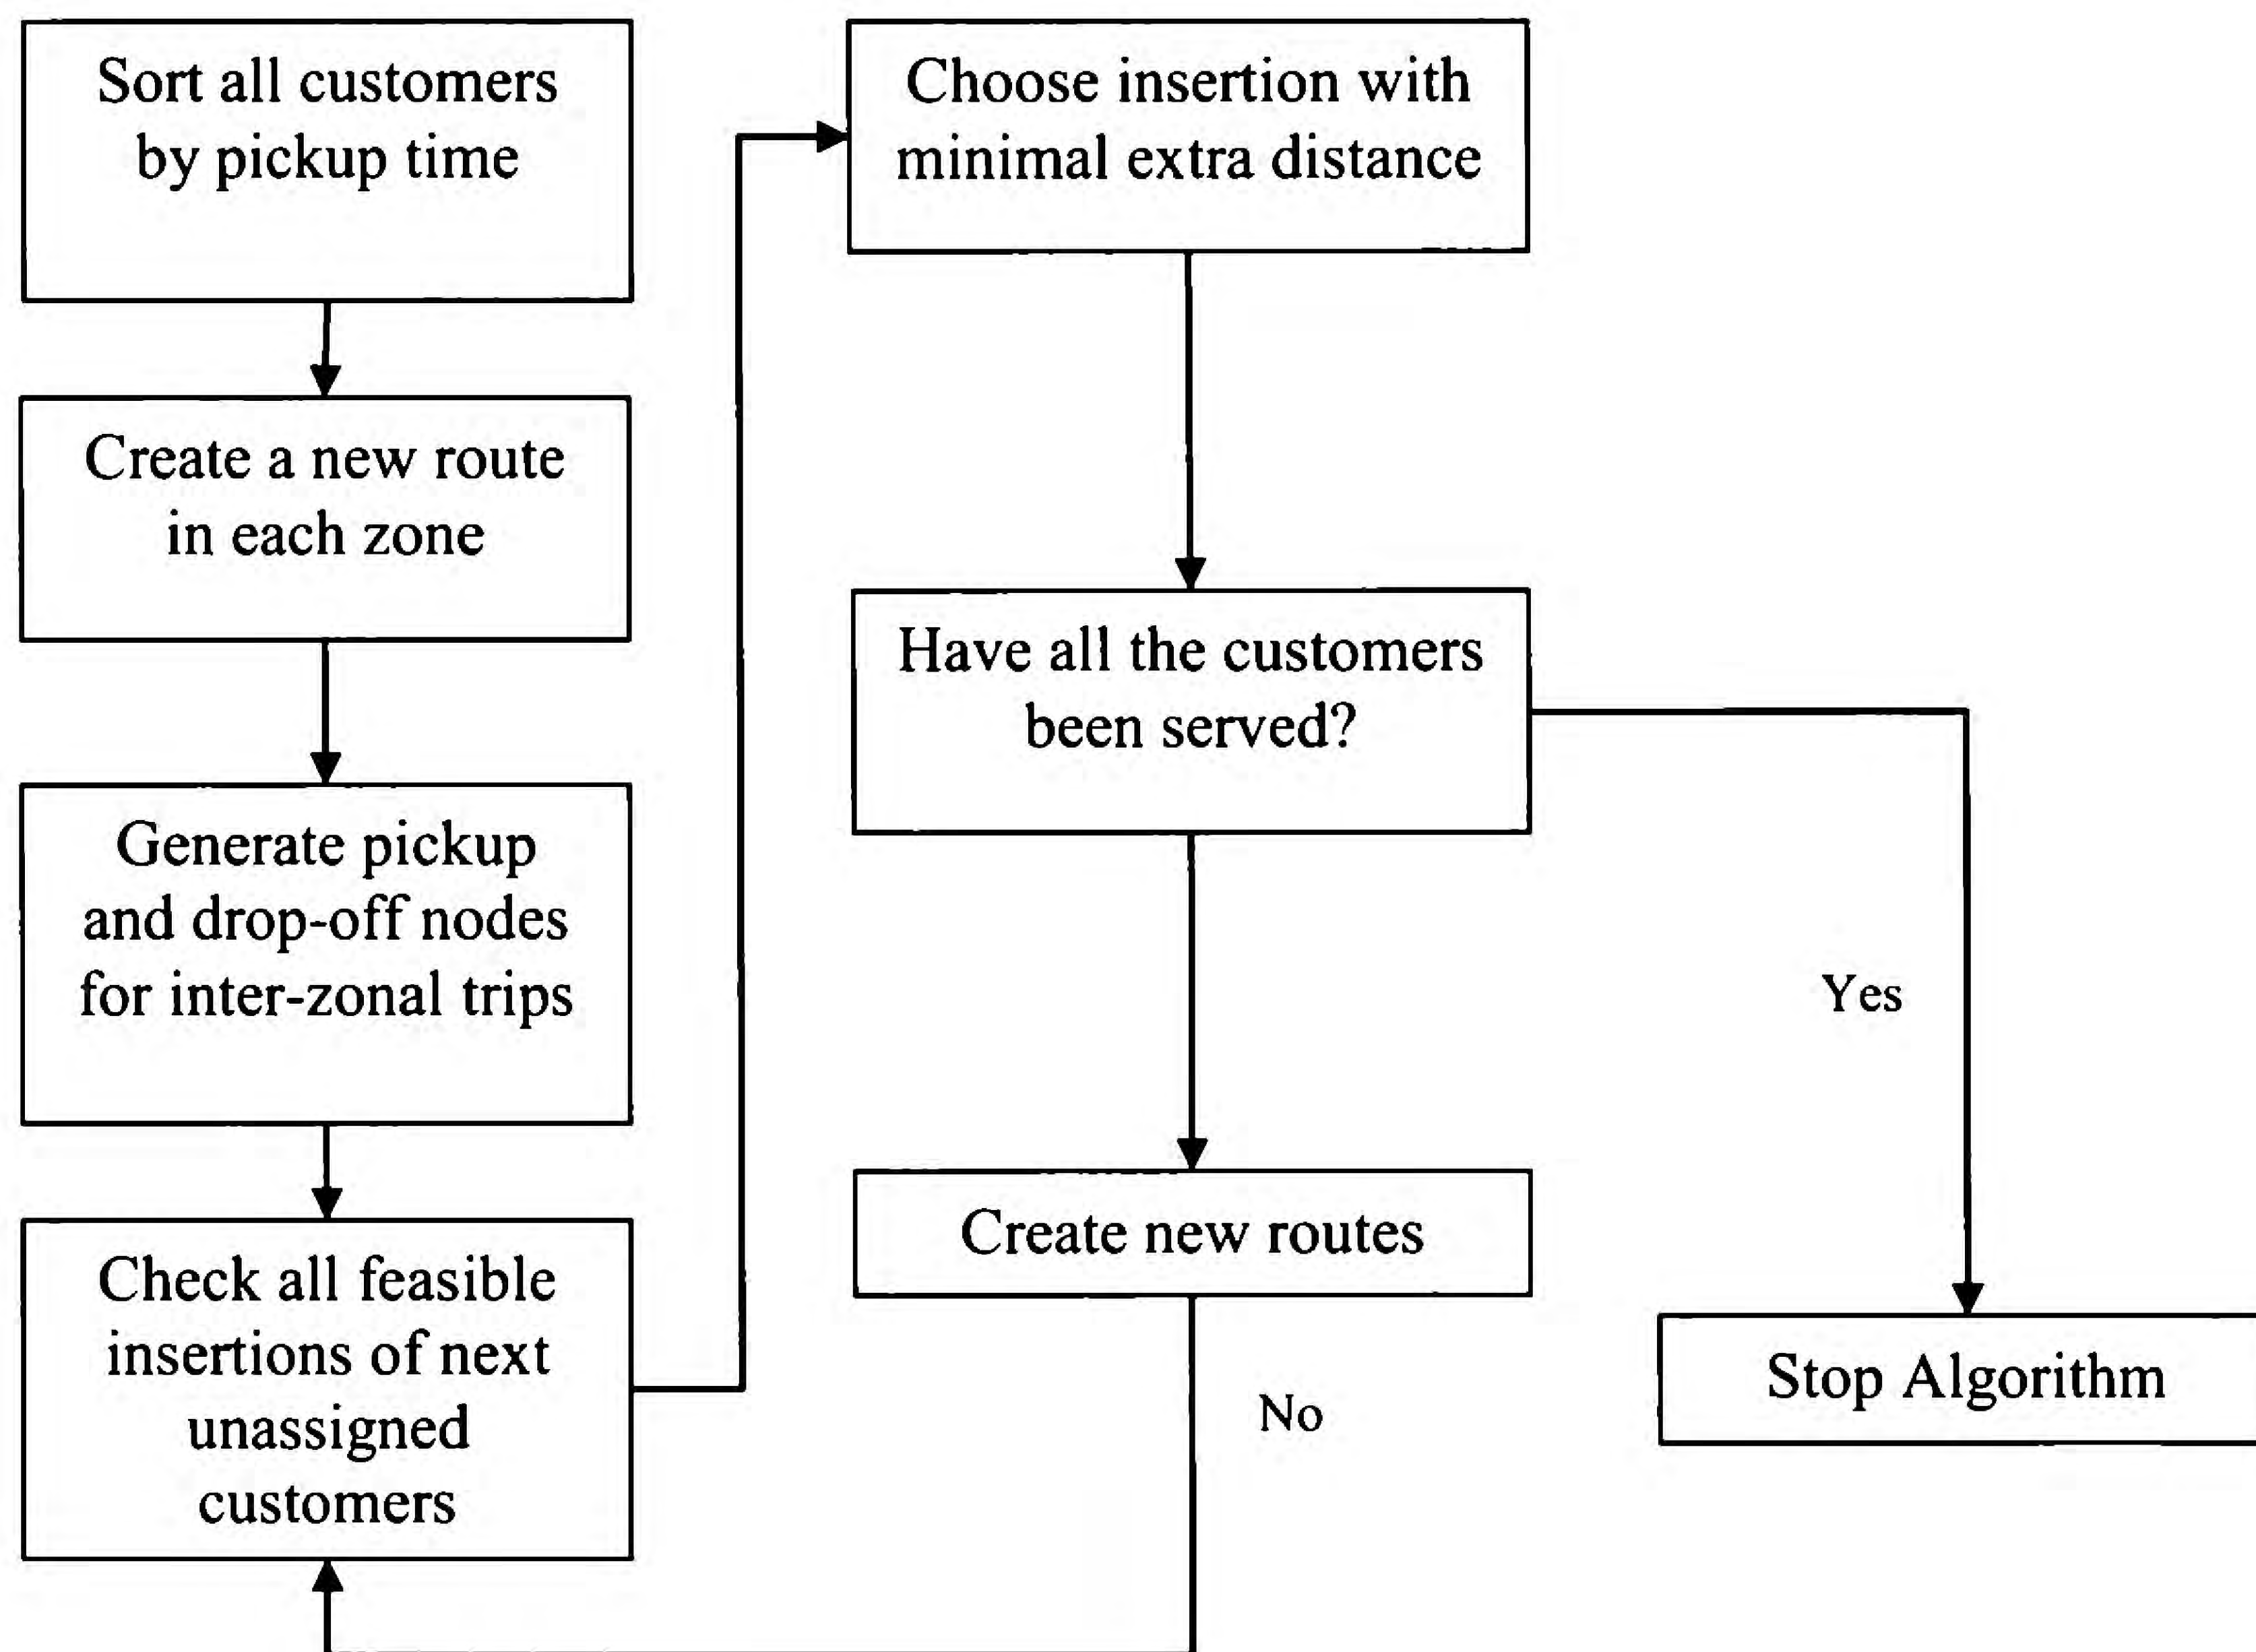 Sort all customers
by pickup time
Create a new route
in each zone
Generate pickup
and drop-off nodes
for inter-zonal trips
Check all feasible
insertions of next
unassigned
customers
Choose insertion with
minimal extra distance
Have all the customers
been served?
Yes
Create new routes
No
Stop Algorithm